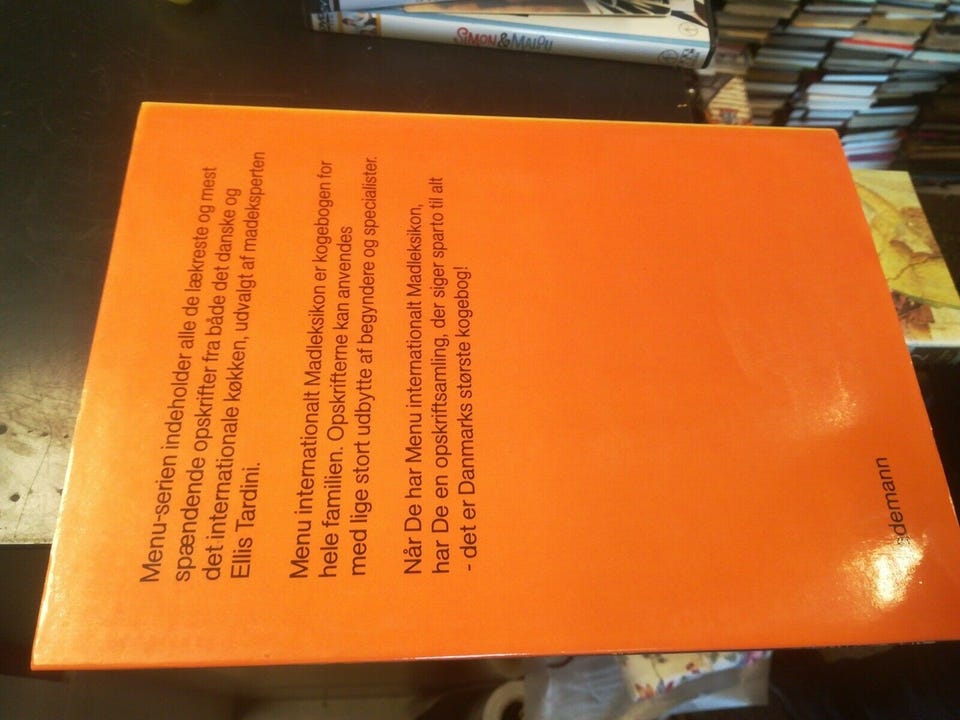 SIMON & MALOU
Menu-serien indeholder alle de lækreste og mest
spændende opskrifter fra både det danske og
det internationale køkken, udvalgt af madeksperten
Ellis Tardini.
Menu internationalt Madleksikon er kogebogen for
hele familien. Opskrifterne kan anvendes
med lige stort udbytte af begyndere og specialister.
Når De har Menu internationalt Madleksikon,
har De en opskriftsamling, der siger sparto til alt
- det er Danmarks største kogebog!
demann